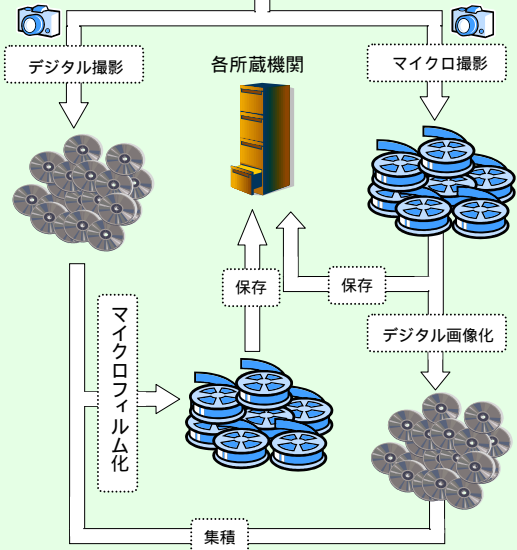 デジタル撮影
各所蔵機関
マイクロ撮影
保存
保存
マイクロフィルム化
デジタル画像化
集積